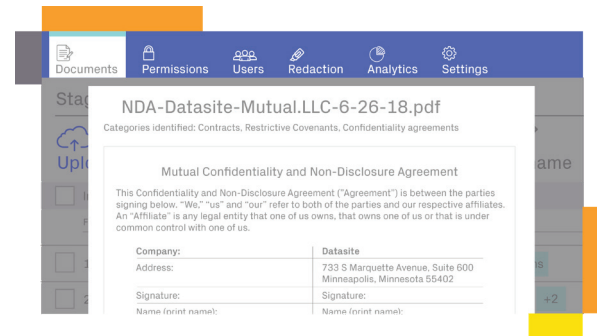 Documents
Permissions
Users
Redaction
Analytics
Settings
NDA-Datasite-Mutual.LLC-6-26-18.pdf
Categories identified: Contracts, Restrictive Covenants, Confidentiality agreements
Mutual Confidentiality and Non-Disclosure Agreement
This Confidentiality and Non-Disclosure Agreement ("Agreement") is between the parties
signing below. “We,” “us” and “our” refer to both of the parties and our respective affiliates.
An “Affiliate” is any legal entity that one of us owns, that owns one of us or that is under
common control with one of us.
Company: Datasite
Address: 733 S Marquette Avenue, Suite 600
Minneapolis, Minnesota
55402
Signature: Signature:
Name (print name): Name (print name):
+2